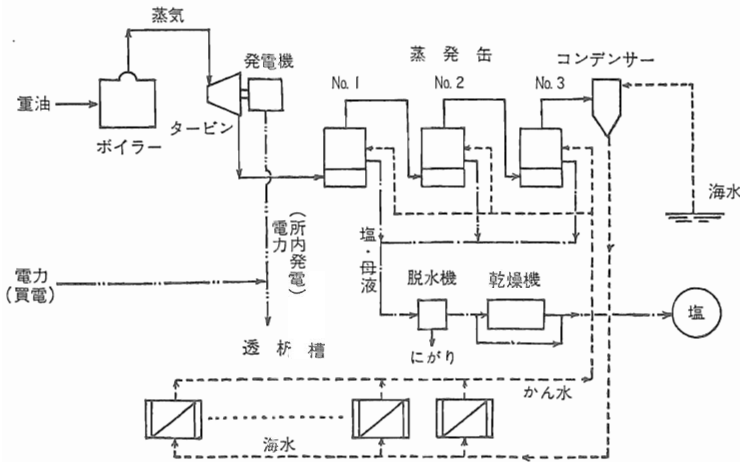 蒸気
重油
ボイラー
タービン
発電機
蒸発缶
No.1
No.2
No.3
コンデンサー
海水
電力
(所内発電)
塩・母液
電力
(買電)
脱水機
乾燥機
塩
にがり
透析槽
かん水
海水